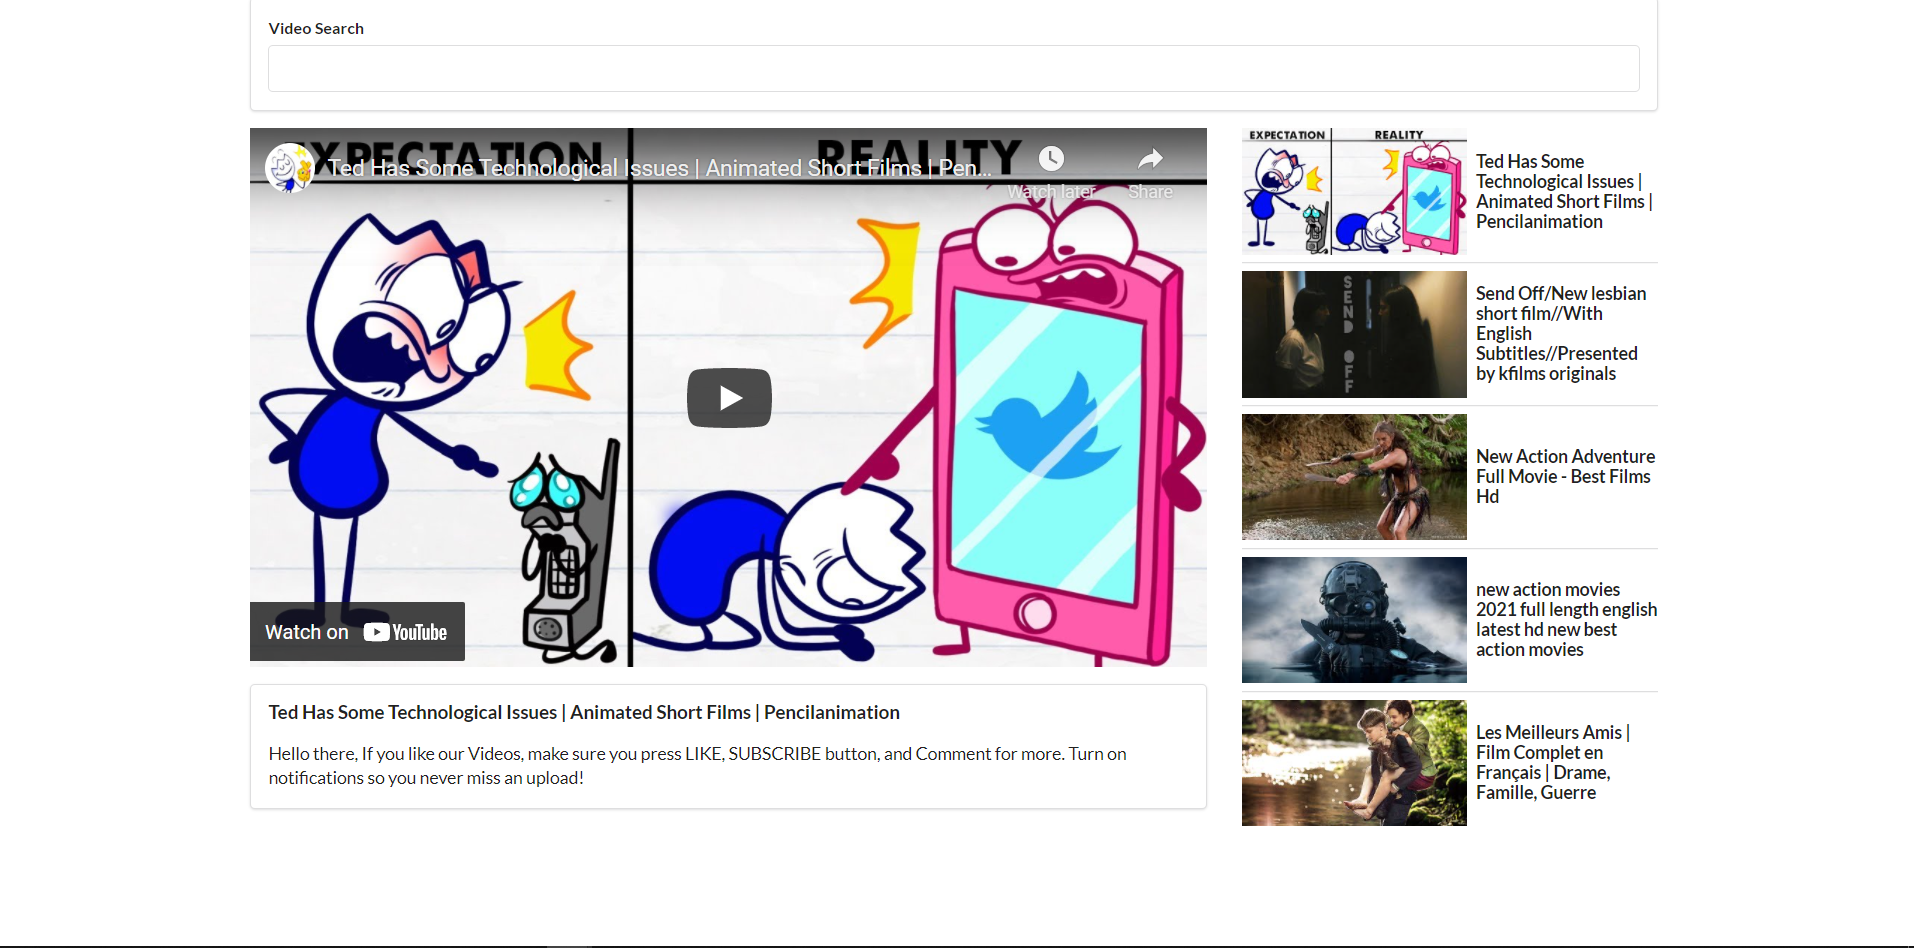 Video Search
EXPECTATION
REALITY
Ted Has Some Technological Issues | Animated Short Films | Pen...
Watch later
Share
Watch on YouTube
Ted Has Some Technological Issues | Animated Short Films | Pencilanimation
Hello there, If you like our Videos, make sure you press LIKE, SUBSCRIBE button, and Comment for more. Turn on
notifications so you never miss an upload!
EXPECTATION
REALITY
Ted Has Some
Technological Issues |
Animated Short Films |
Pencilanimation
SEND OFF
Send Off/New lesbian
short film//With
English
Subtitles//Presented
by kfilms originals
New Action Adventure
Full Movie - Best Films
Hd
new action movies
2021 full length english
latest hd new best
action movies
Les Meilleurs Amis |
Film Complet en
Français | Drame,
Famille, Guerre